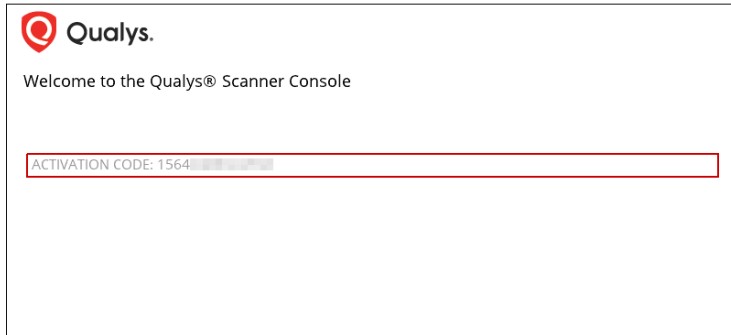 Qualys.
Welcome to the Qualys® Scanner Console
ACTIVATION CODE: 1564